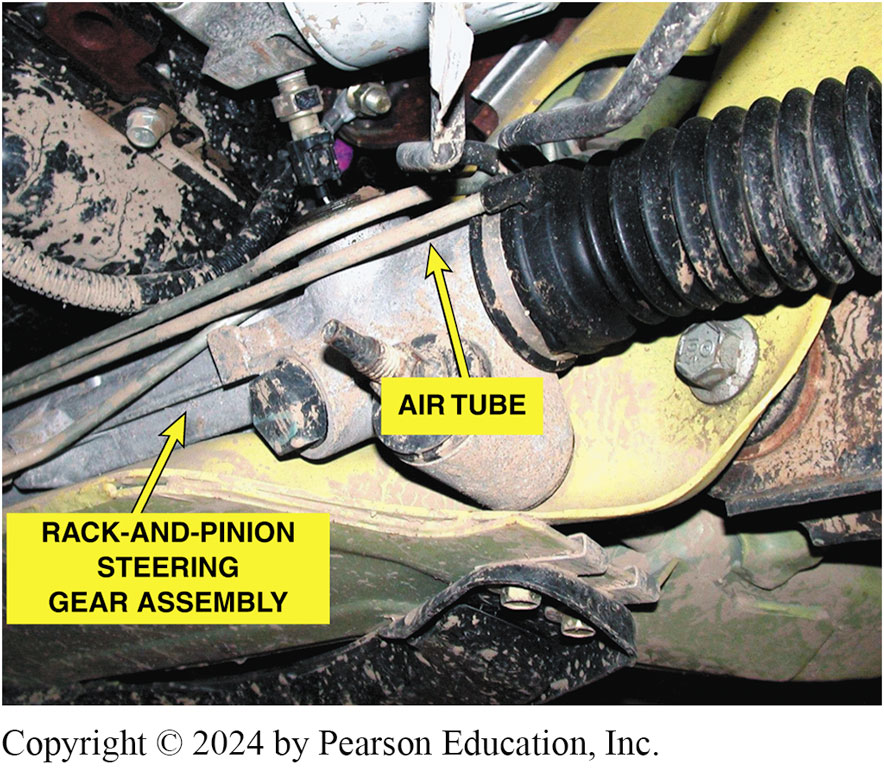 AIR TUBE
RACK-AND-PINION
STEERING
GEAR ASSEMBLY
Copyright © 2024 by Pearson Education, Inc.